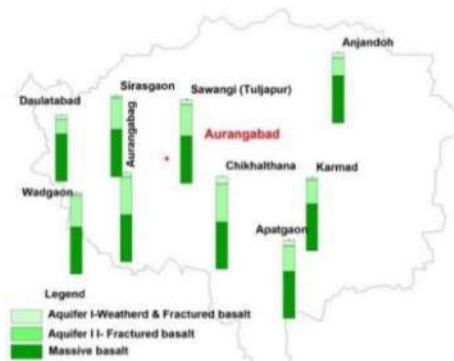 Anjandoh
Sirasgaon
Sawangi (Tuljapur)
Daulatabad
Aurangabag
Aurangabad
Chikhalthana
Karmad
Wadgaon
Apatgaon
Legend
Aquifer I-Weatherd & Fractured basalt
Aquifer I I- Fractured basalt
Massive basalt